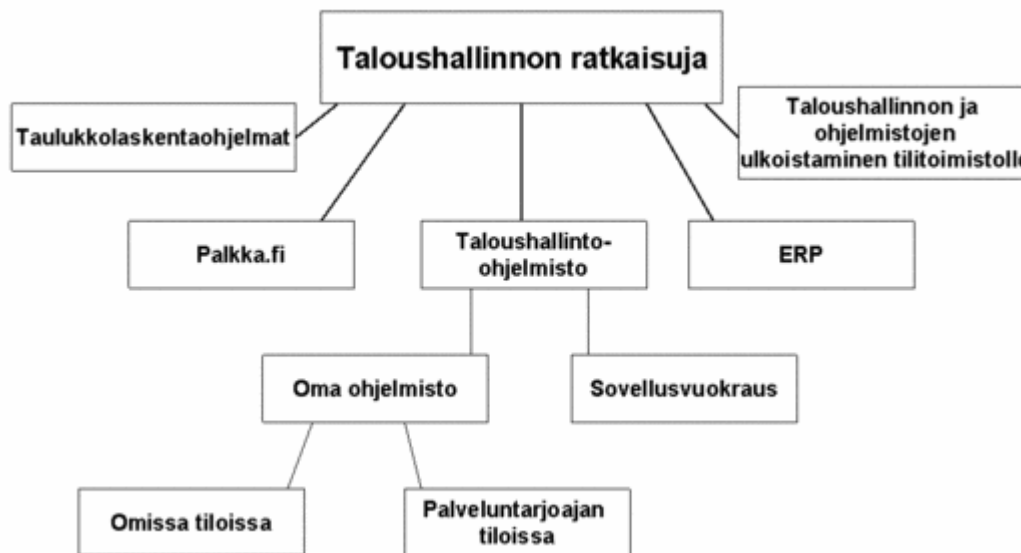 Taloushallinnon ratkaisuja
Taulukkolaskentaohjelmat
Taloushallinnon ja
ohjelmistojen
ulkoistaminen tilitoimistolle
Palkka.fi
Taloushallinto-
ohjelmisto
ERP
Oma ohjelmisto
Sovellusvuokraus
Omissa tiloissa
Palveluntarjoajan
tiloissa